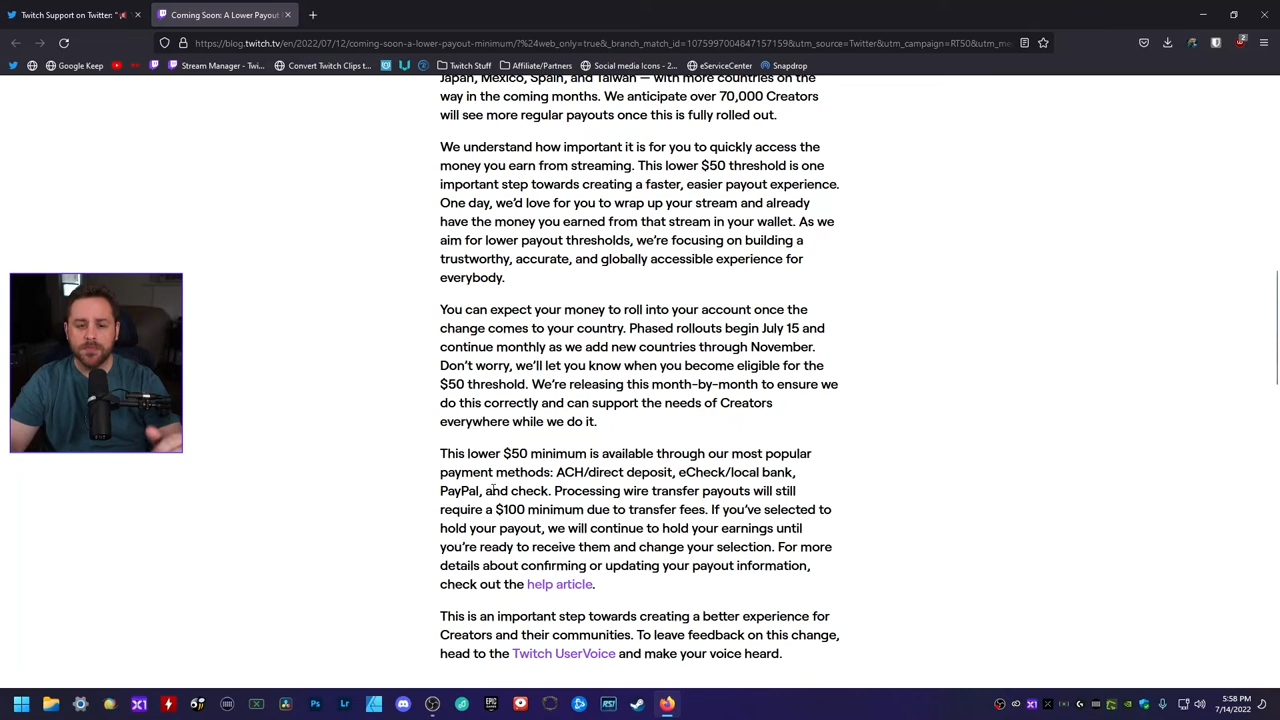 Twitch Support on Twitter: "📢
Coming Soon: A Lower Payout
https://blog.twitch.tv/en/2022/07/12/coming-soon-a-lower-payout-minimum/?%24web_only=true&_branch_match_id=1075997004847157159&utm_source=Twitter&utm_campaign=RT50&utm_me
Google Keep
Stream Manager - Twi...
Convert Twitch Clips t...
Twitch Stuff
Affiliate/Partners
Social media Icons - 2...
eServiceCenter
Snapdrop
Japan, Mexico, Spain, and Taiwan — with more countries on the
way in the coming months. We anticipate over 70,000 Creators
will see more regular payouts once this is fully rolled out.
We understand how important it is for you to quickly access the
money you earn from streaming. This lower $50 threshold is one
important step towards creating a faster, easier payout experience.
One day, we'd love for you to wrap up your stream and already
have the money you earned from that stream in your wallet. As we
aim for lower payout thresholds, we're focusing on building a
trustworthy, accurate, and globally accessible experience for
everybody.
You can expect your money to roll into your account once the
change comes to your country. Phased rollouts begin July 15 and
continue monthly as we add new countries through November.
Don't worry, we'll let you know when you become eligible for the
$50 threshold. We're releasing this month-by-month to ensure we
do this correctly and can support the needs of Creators
everywhere while we do it.
This lower $50 minimum is available through our most popular
payment methods: ACH/direct deposit, eCheck/local bank,
PayPal, and check. Processing wire transfer payouts will still
require a $100 minimum due to transfer fees. If you've selected to
hold your payout, we will continue to hold your earnings until
you're ready to receive them and change your selection. For more
details about confirming or updating your payout information,
check out the help article.
This is an important step towards creating a better experience for
Creators and their communities. To leave feedback on this change,
head to the Twitch UserVoice and make your voice heard.
5:58 PM
7/14/2022